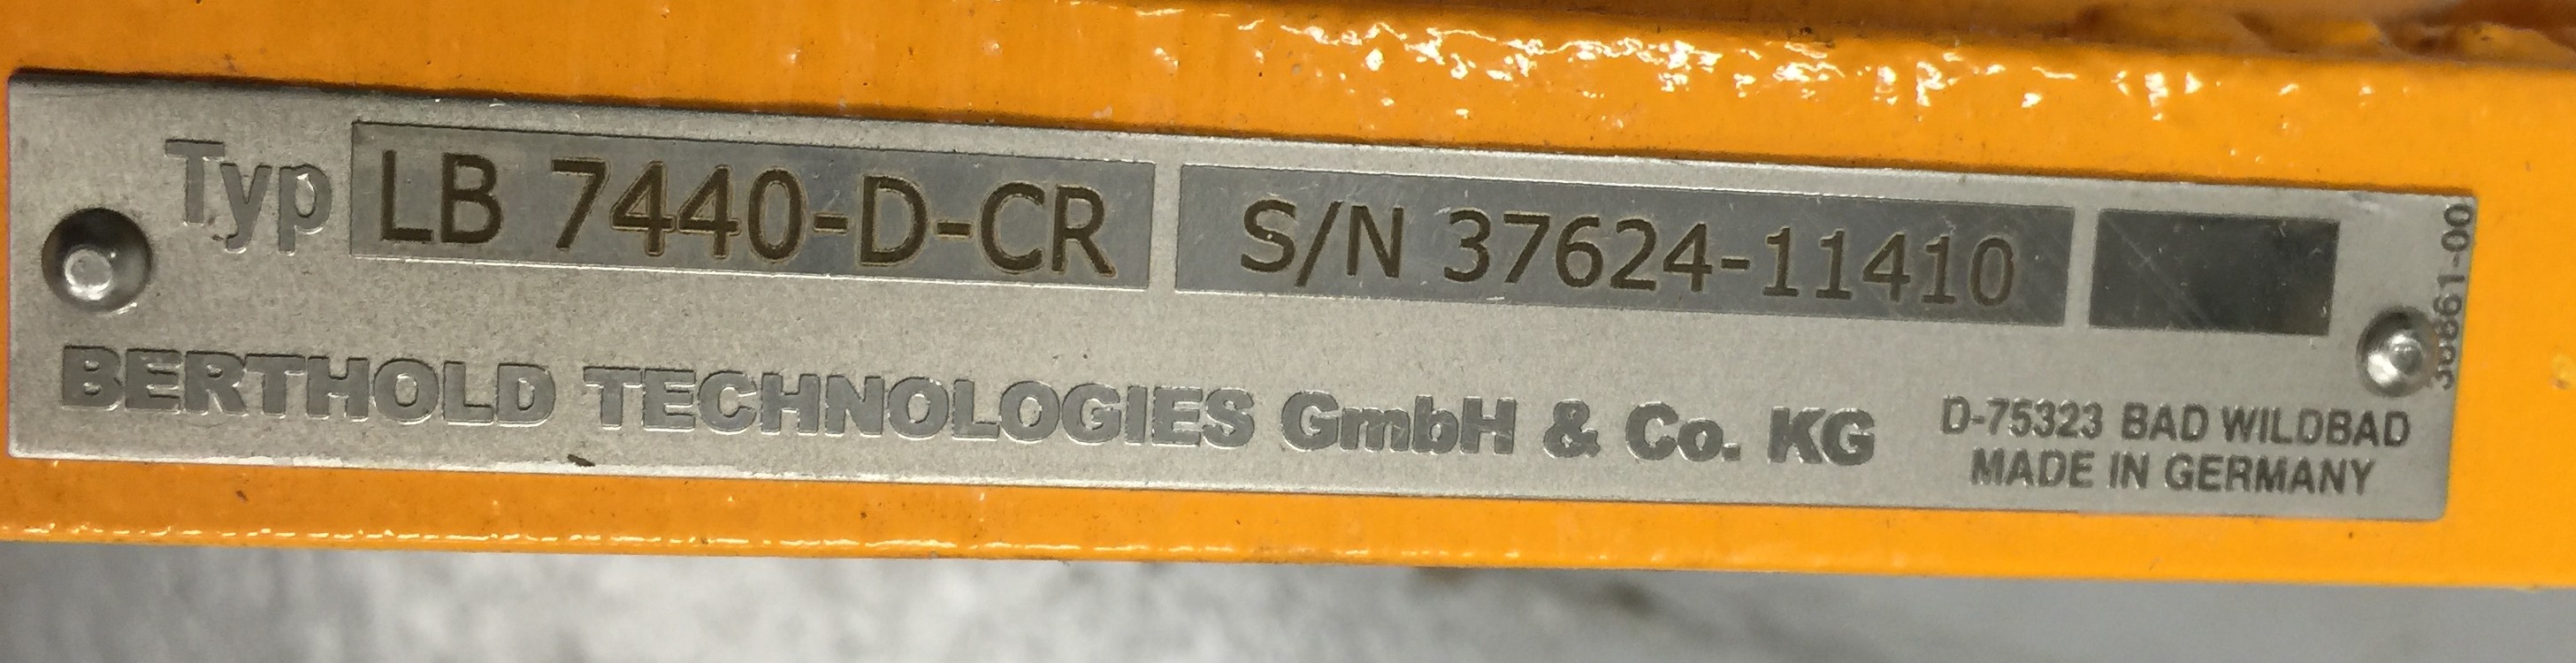 Typ LB 7440-D-CR S/N 37624-11410
BERTHOLD TECHNOLOGIES GmbH & Co. KG
D-75323 BAD WILDBAD
MADE IN GERMANY